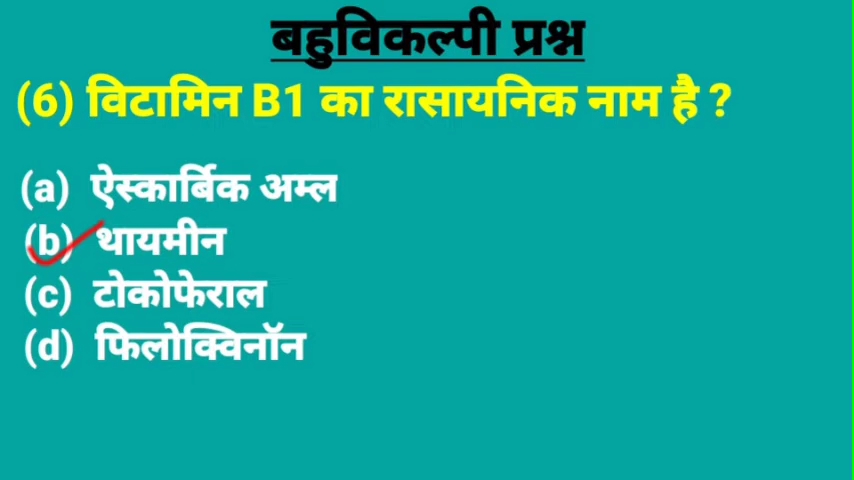 बहुविकल्पी प्रश्न
(6) विटामिन B1 का रासायनिक नाम है ?
(a) ऐस्कार्बिक अम्ल
(b) थायमीन
(c) टोकोफेराल
(d) फिलोक्विनॉन